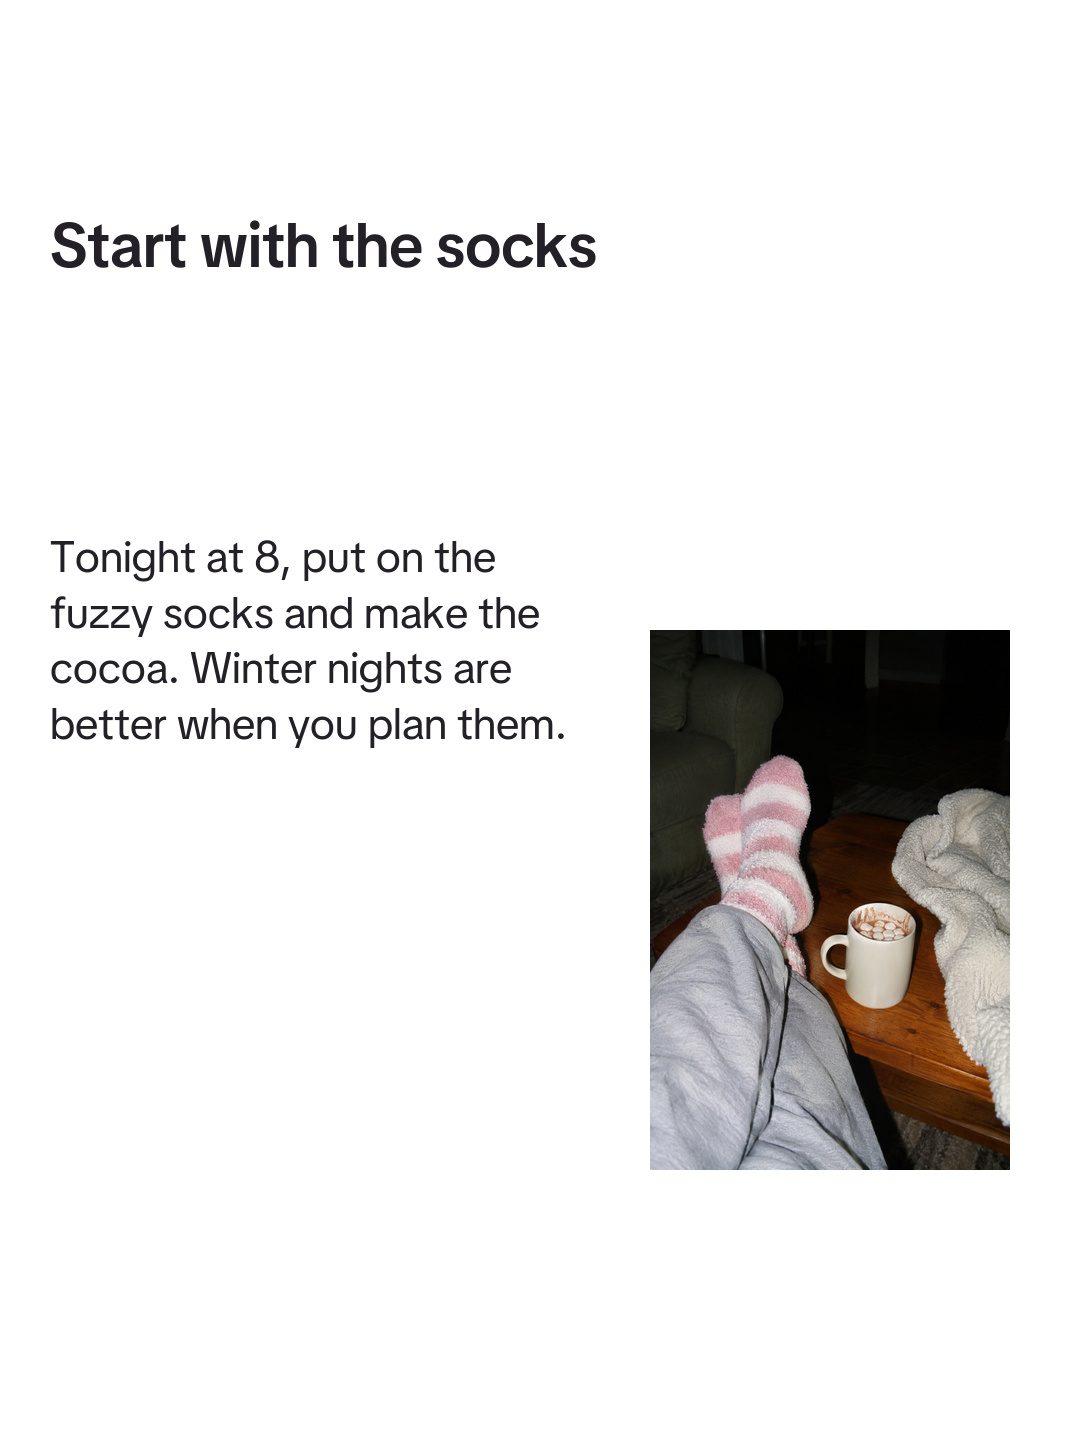 Start with the socks
Tonight at 8, put on the
fuzzy socks and make the
cocoa. Winter nights are
better when you plan them.